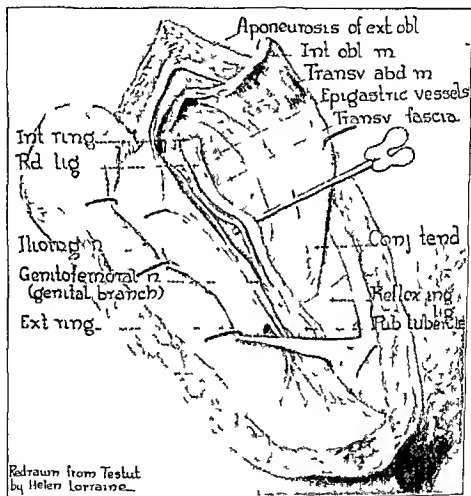 Aponeurosis of ext obl
Int obl m
Transv abd m
Epigastric vessels
Transv fascia
Int ring
Rd lig
Ilioing n
Genitofemoral n
(genital branch)
Ext ring
Conj tend
Reflex ing
Pub tubercle
Redrawn from Testut
by Helen Lorraine